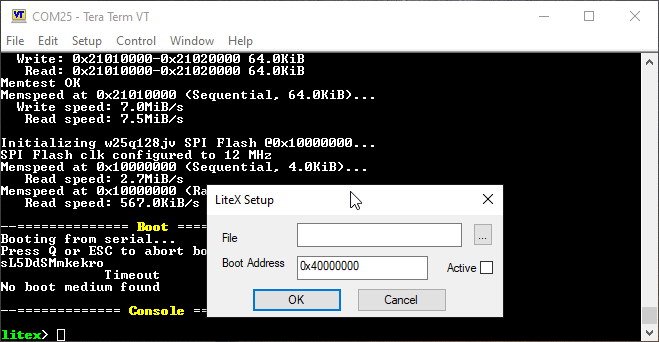 COM25 - Tera Term VT
File Edit Setup Control Window Help
Write: 0x21010000-0x21020000 64.0KiB
Read: 0x21010000-0x21020000 64.0KiB
Memtest OK
Memspeed at 0x21010000 (Sequential, 64.0KiB)...
Write speed: 7.0MiB/s
Read speed: 7.5MiB/s
Initializing w25q128jv SPI Flash @0x10000000...
SPI Flash clk configured to 12 MHz
Memspeed at 0x10000000 (Sequential, 4.0KiB)...
Read speed: 2.7MiB/s
Memspeed at 0x10000000 (Ra
Read speed: 567.0KiB/s
--============== Boot ====
Booting from serial...
Press Q or ESC to abort bo
sL5DdSMmkekro
Timeout
No boot medium found
--============= Console ==
litex>
LiteX Setup
File
...
Boot Address 0x40000000 Active
OK Cancel